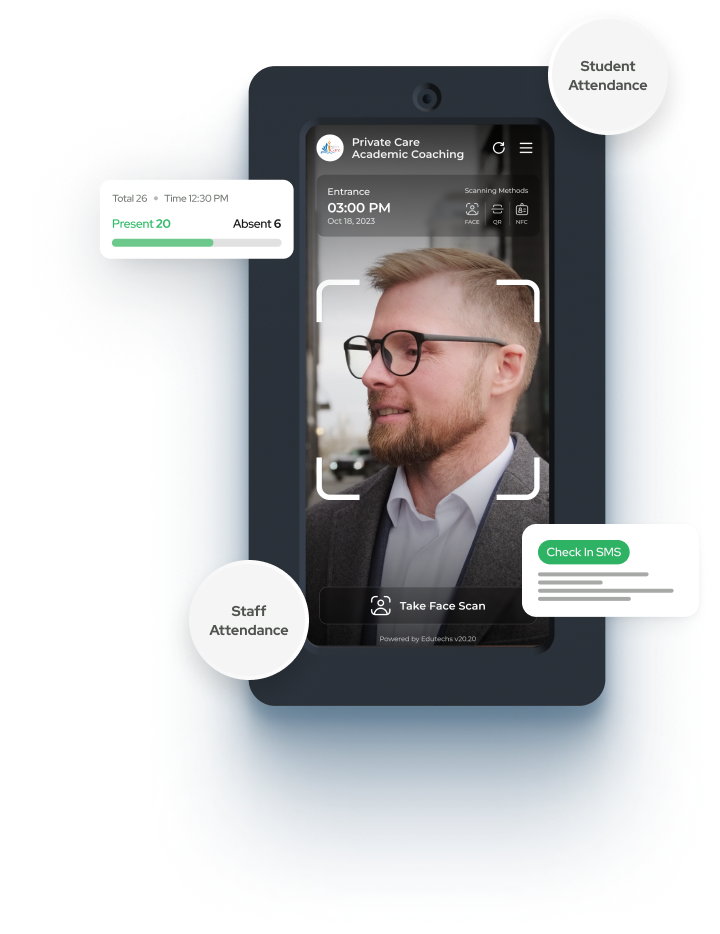 Student
Attendance
Private Care
Academic Coaching
Total 26 • Time 12:30 PM
Present 20 Absent 6
Entrance
03:00 PM
Oct 18, 2023
Scanning Methods
FACE QR NFC
Check In SMS
Staff
Attendance
Take Face Scan
Powered by Edutechs v20.20